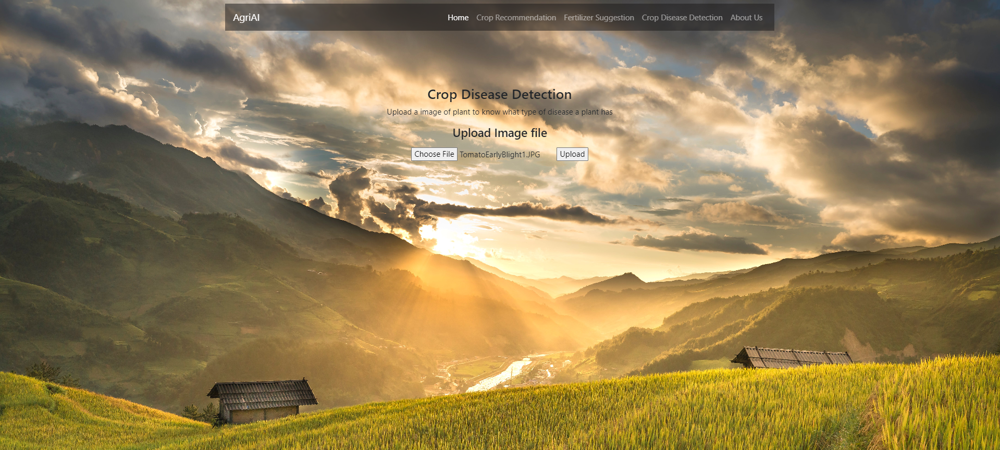 AgriAI Home Crop Recommendation Fertilizer Suggestion Crop Disease Detection About Us
Crop Disease Detection
Upload a image of plant to know what type of disease a plant has
Upload Image file
Choose File TomatoEarlyBlight1.JPG Upload